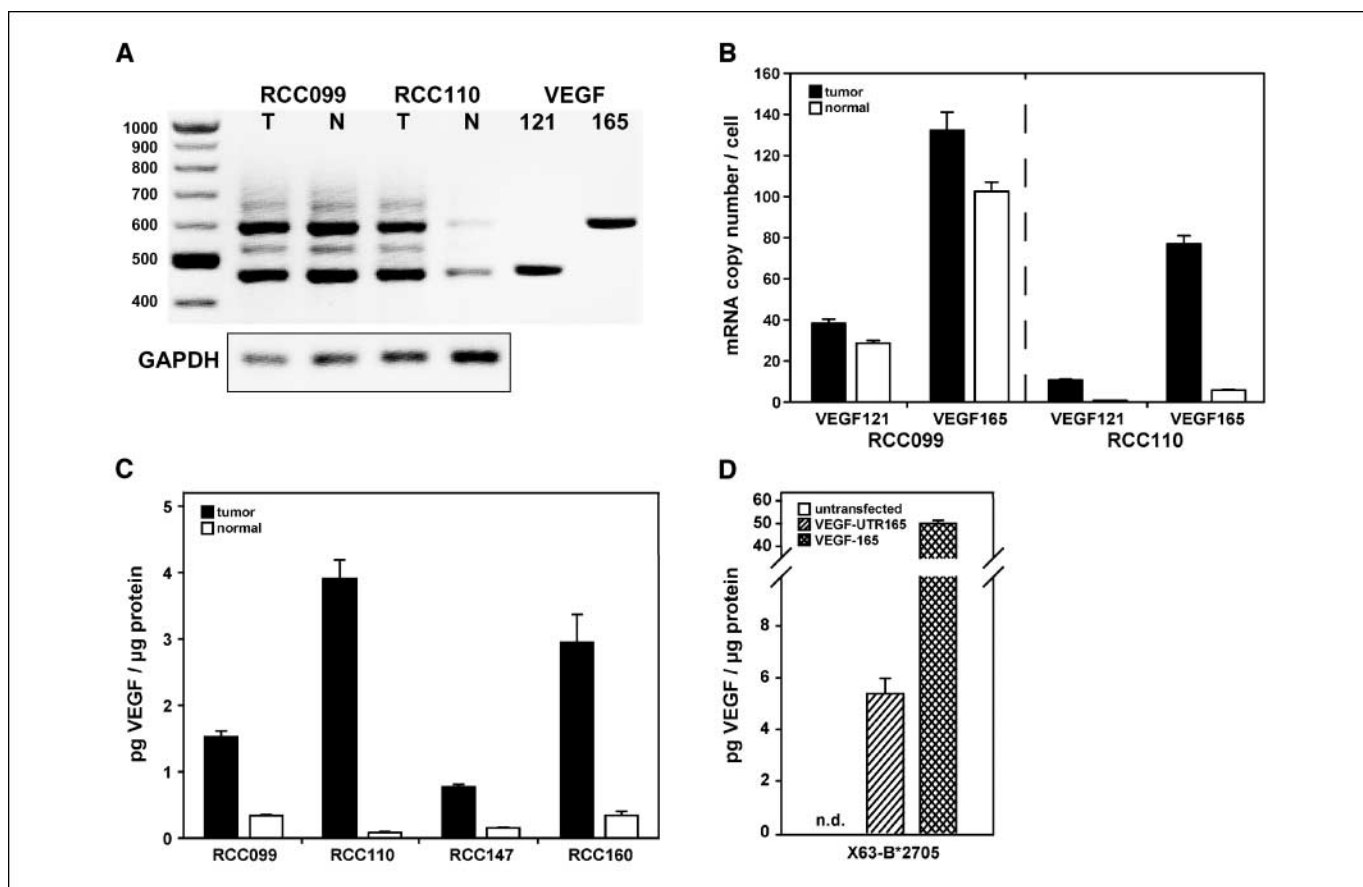 A
RCC099 RCC110 VEGF
T N T N 121 165
1000
900
800
700
600
500
400
GAPDH
B
160
140
120
100
80
60
40
20
0
mRNA copy number / cell
tumor
normal
VEGF121 VEGF165 VEGF121 VEGF165
RCC099 RCC110
C
5
4
3
2
1
0
pg VEGF / µg protein
tumor
normal
RCC099 RCC110 RCC147 RCC160
D
60
50
40
8
6
4
2
0
pg VEGF / µg protein
untransfected
VEGF-UTR165
VEGF-165
n.d.
X63-B*2705